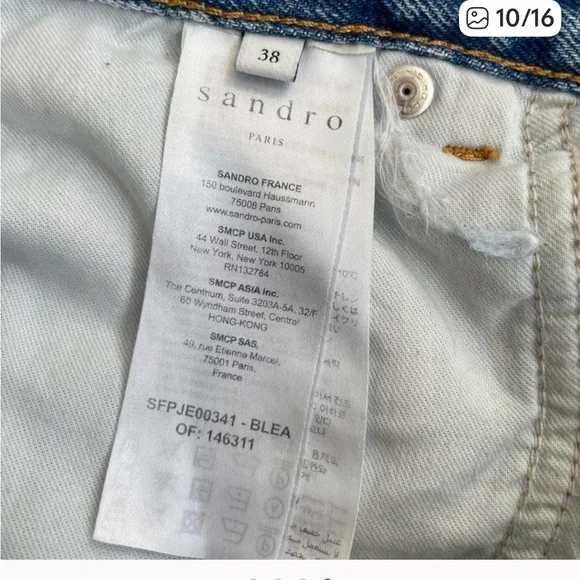 10/16
38
sandro
PARIS
SANDRO FRANCE
150 boulevard Haussmann
75008 Paris
www.sandro-paris.com
SMCP USA Inc.
44 Wall Street, 12th Floor
New York, New York 10005
RN132784
SMCP ASIA Inc.
The Centrium, Suite 3203A-5A, 32/F
60 Wyndham Street, Central
HONG-KONG
SMCP SAS,
49, rue Etienne Marcel,
75001 Paris,
France
SFPJE00341 - BLEA
OF: 146311